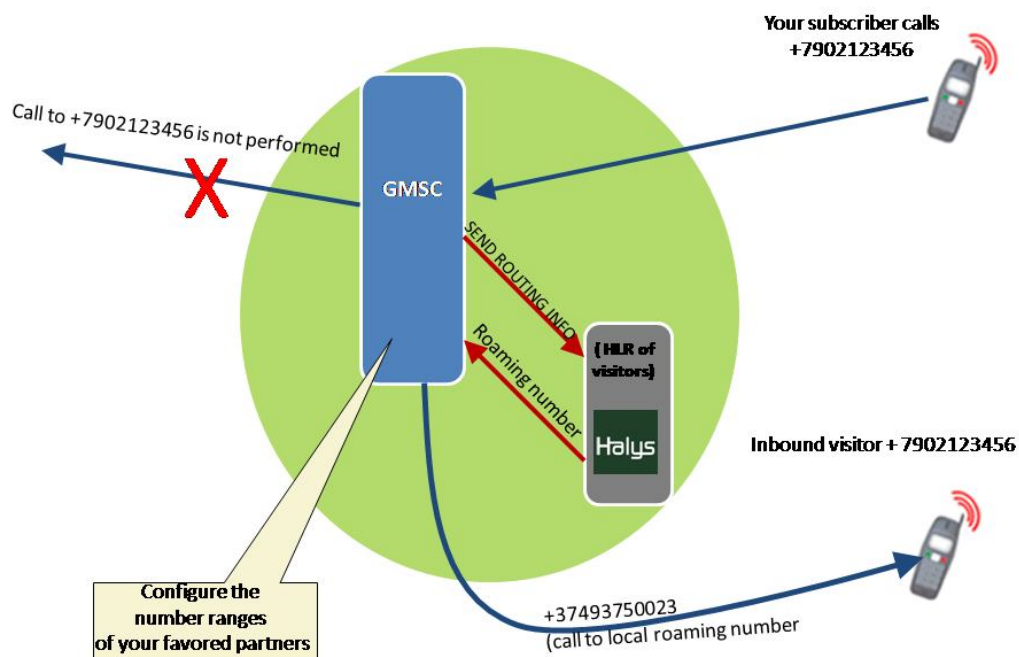 Your subscriber calls
+7902123456
Call to +7902123456 is not performed
X
GMSC
SEND ROUTING INFO
Roaming number
( HLR of
visitors)
Halys
Inbound visitor + 7902123456
Configure the
number ranges
of your favored partners
+37493750023
(call to local roaming number